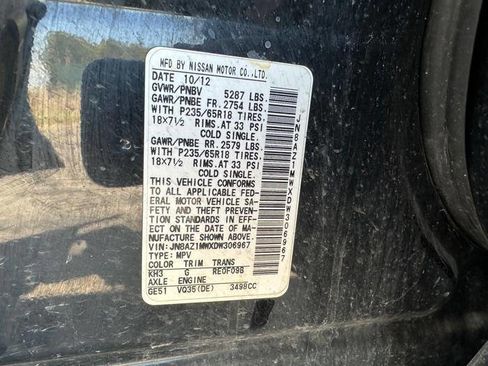 MFD BY NISSAN MOTOR CO., LTD.
DATE 10/12
GVWR/PNBV 5287 LBS.
GAWR/PNBE FR. 2754 LBS.
WITH P235/65R18 TIRES.
18×7½ RIMS.AT 33 PSI
COLD SINGLE.
GAWR/PNBE RR. 2579 LBS.
WITH P235/65R18 TIRES.
18×7½ RIMS.AT 33 PSI
COLD SINGLE.
THIS VEHICLE CONFORMS
TO ALL APPLICABLE FED-
ERAL MOTOR VEHICLE SA-
FETY AND THEFT PREVEN-
TION STANDARDS IN EFF-
ECT ON THE DATE OF MA-
NUFACTURE SHOWN ABOVE.
VIN: JN8AZ1MWXDW306967
TYPE: MPV
COLOR TRIM TRANS
KH3 G RE0F09B
AXLE ENGINE
GE51 VQ35(DE) 3498CC
JN8AZ1MWXDW306967